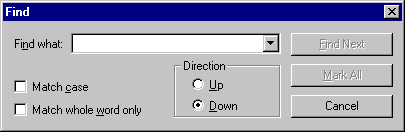 Find
Find what:
Find Next
Direction
Mark All
Match case
Up
Match whole word only
Down
Cancel